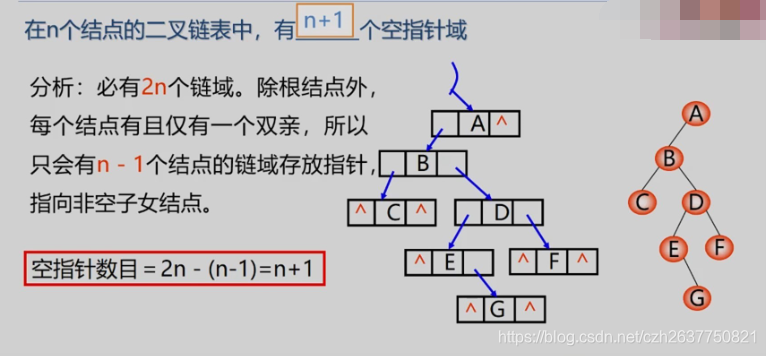 在n个结点的二叉链表中，有 n+1 个空指针域
分析：必有2n个链域。除根结点外，
每个结点有且仅有一个双亲，所以
只会有n - 1个结点的链域存放指针，
指向非空子女结点。
空指针数目＝2n - (n-1)=n+1
A ^
B
^ C ^
D
^ E
^ F ^
^ G ^
A
B
C
D
E
F
G
https://blog.csdn.net/czh2637750821